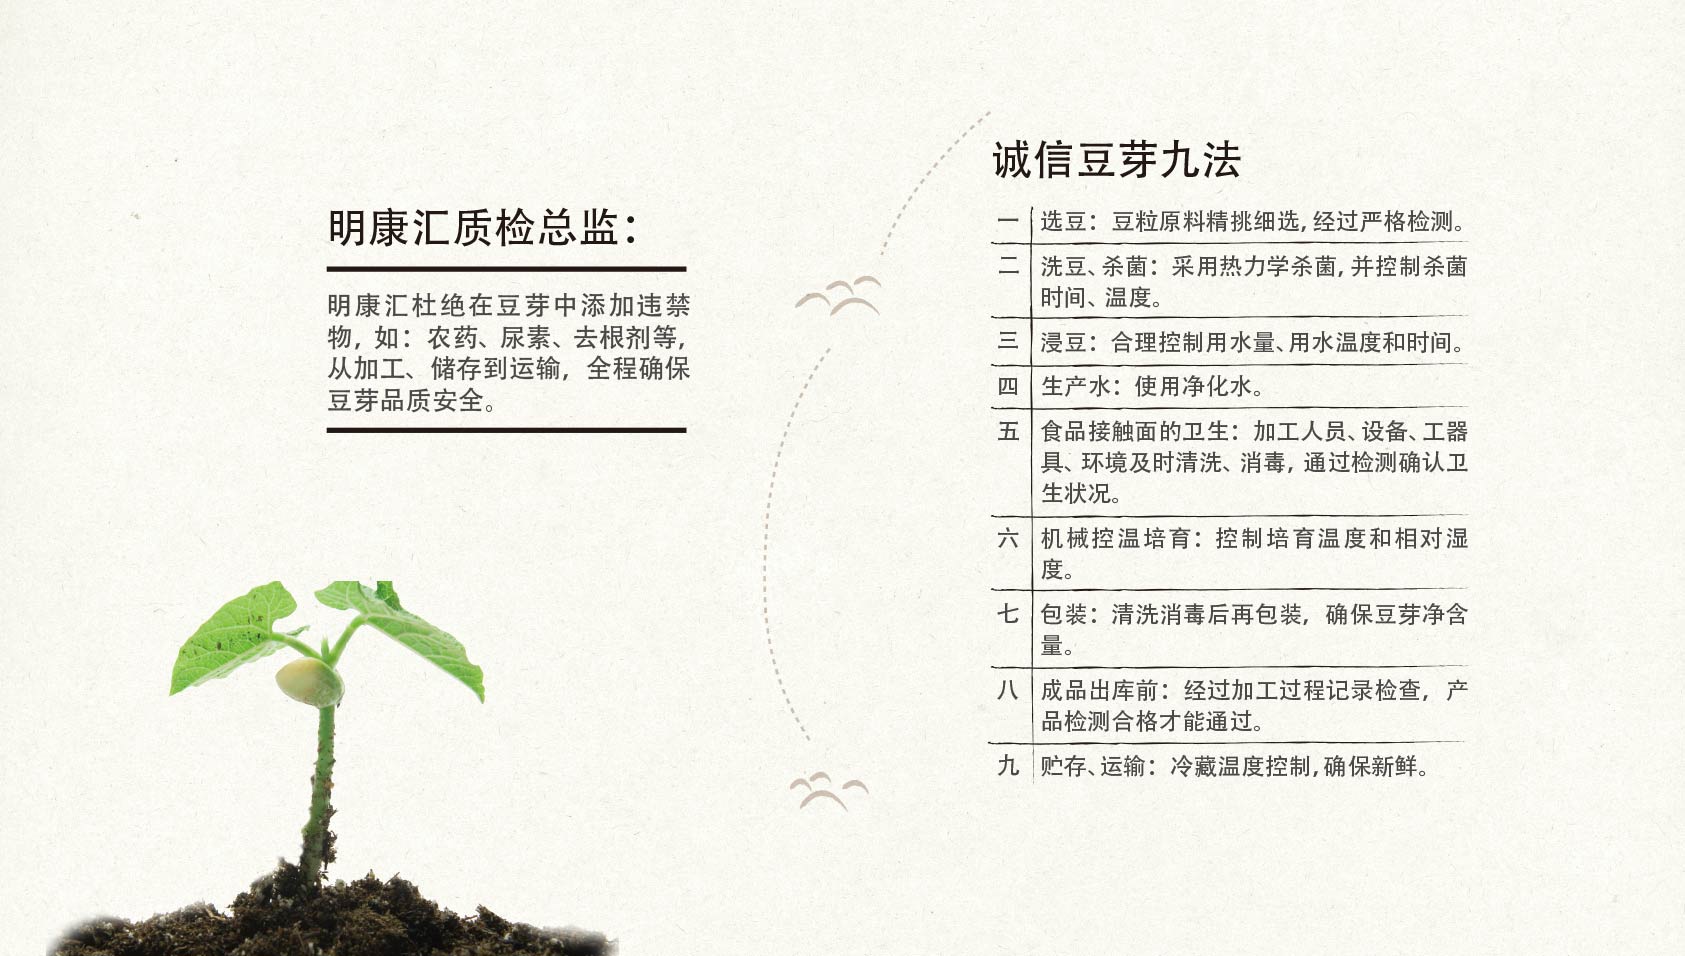 明康汇质检总监：
明康汇杜绝在豆芽中添加违禁
物，如：农药、尿素、去根剂等，
从加工、储存到运输，全程确保
豆芽品质安全。
诚信豆芽九法
一 选豆：豆粒原料精挑细选，经过严格检测。
二 洗豆、杀菌：采用热力学杀菌，并控制杀菌
时间、温度。
三 浸豆：合理控制用水量、用水温度和时间。
四 生产水：使用净化水。
五 食品接触面的卫生：加工人员、设备、工器
具、环境及时清洗、消毒，通过检测确认卫
生状况。
六 机械控温培育：控制培育温度和相对湿
度。
七 包装：清洗消毒后再包装，确保豆芽净含
量。
八 成品出库前：经过加工过程记录检查，产
品检测合格才能通过。
九 贮存、运输：冷藏温度控制，确保新鲜。